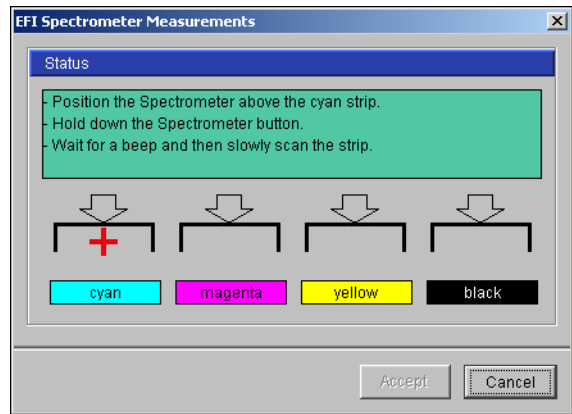 EFI Spectrometer Measurements
Status
- Position the Spectrometer above the cyan strip.
- Hold down the Spectrometer button.
- Wait for a beep and then slowly scan the strip.
cyan magenta yellow black
Accept Cancel